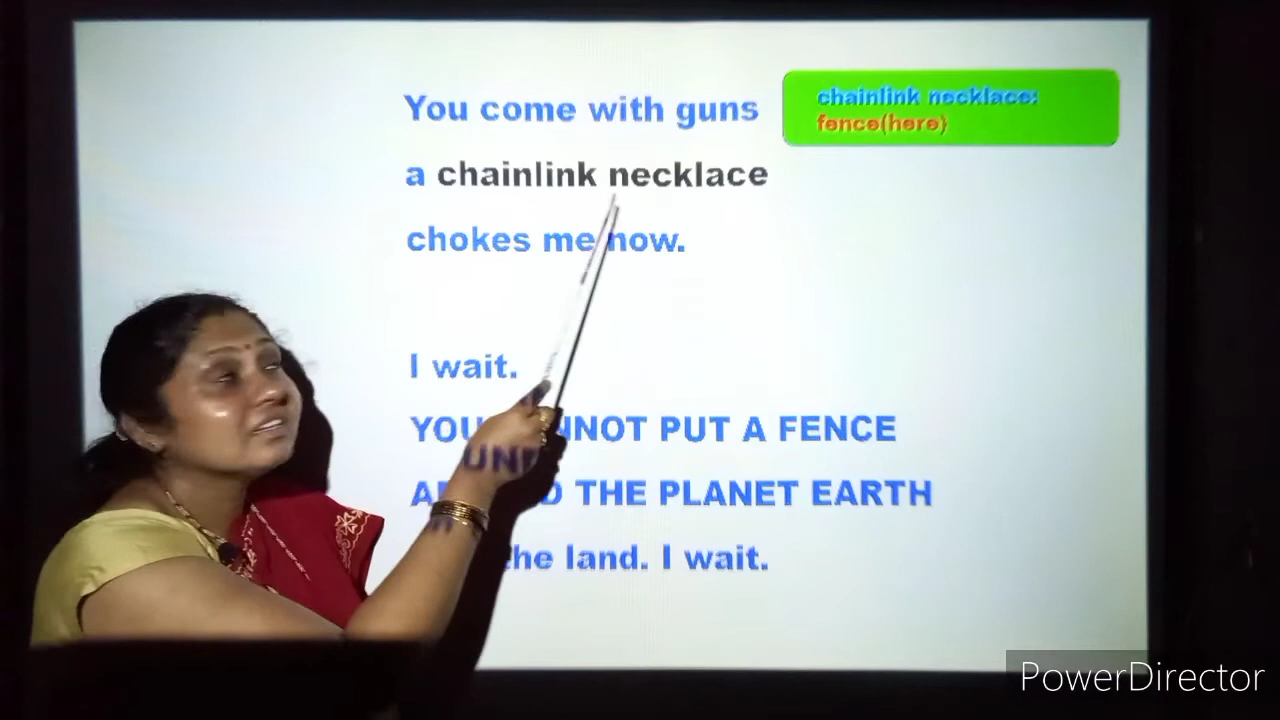 You come with guns
chainlink necklace:
fence(here)
a chainlink necklace
chokes me now.
I wait.
PUT A FENCE
THE PLANET EARTH
the land. I wait.
PowerDirector